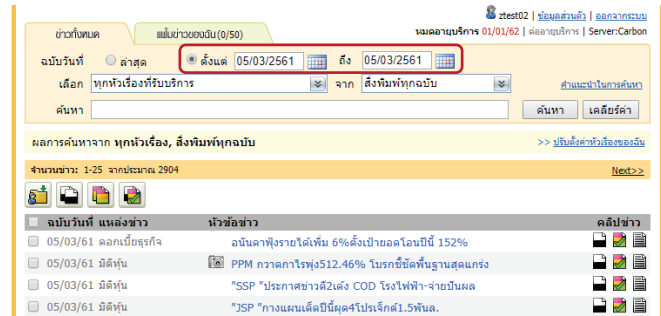 ztest02 | ข้อมูลส่วนตัว | ออกจากระบบ
ข่าวทั้งหมด แฟ้มข่าวของฉัน (0/50) หมดอายุบริการ 01/01/62 | ต่ออายุบริการ | Server:Carbon
ฉบับวันที่ ล่าสุด ตั้งแต่ 05/03/2561 ถึง 05/03/2561
เลือก ทุกหัวเรื่องที่รับบริการ จาก สิ่งพิมพ์ทุกฉบับ คำแนะนำในการค้นหา
ค้นหา ค้นหา เคลียร์ค่า
ผลการค้นหาจาก ทุกหัวเรื่อง, สิ่งพิมพ์ทุกฉบับ >> ปรับตั้งค่าหัวเรื่องของฉัน
จำนวนข่าว: 1-25 จากประมาณ 2904 Next>>
ฉบับวันที่ แหล่งข่าว หัวข้อข่าว คลิปข่าว
05/03/61 ดอกเบี้ยธุรกิจ อนันดาฟุ้งรายได้เพิ่ม 6%ตั้งเป้ายอดโอนปีนี้ 152%
05/03/61 มิติหุ้น PPM กวาดกำไรพุ่ง512.46% โบรกชี้ชัดพื้นฐานสุดแกร่ง
05/03/61 มิติหุ้น "SSP "ประกาศข่าวดี2เด้ง COD โรงไฟฟ้า-จ่ายปันผล
05/03/61 มิติหุ้น "JSP "กางแผนเด็ดปีนี้ผุด4โปรเจ็กต์1.5พันล.